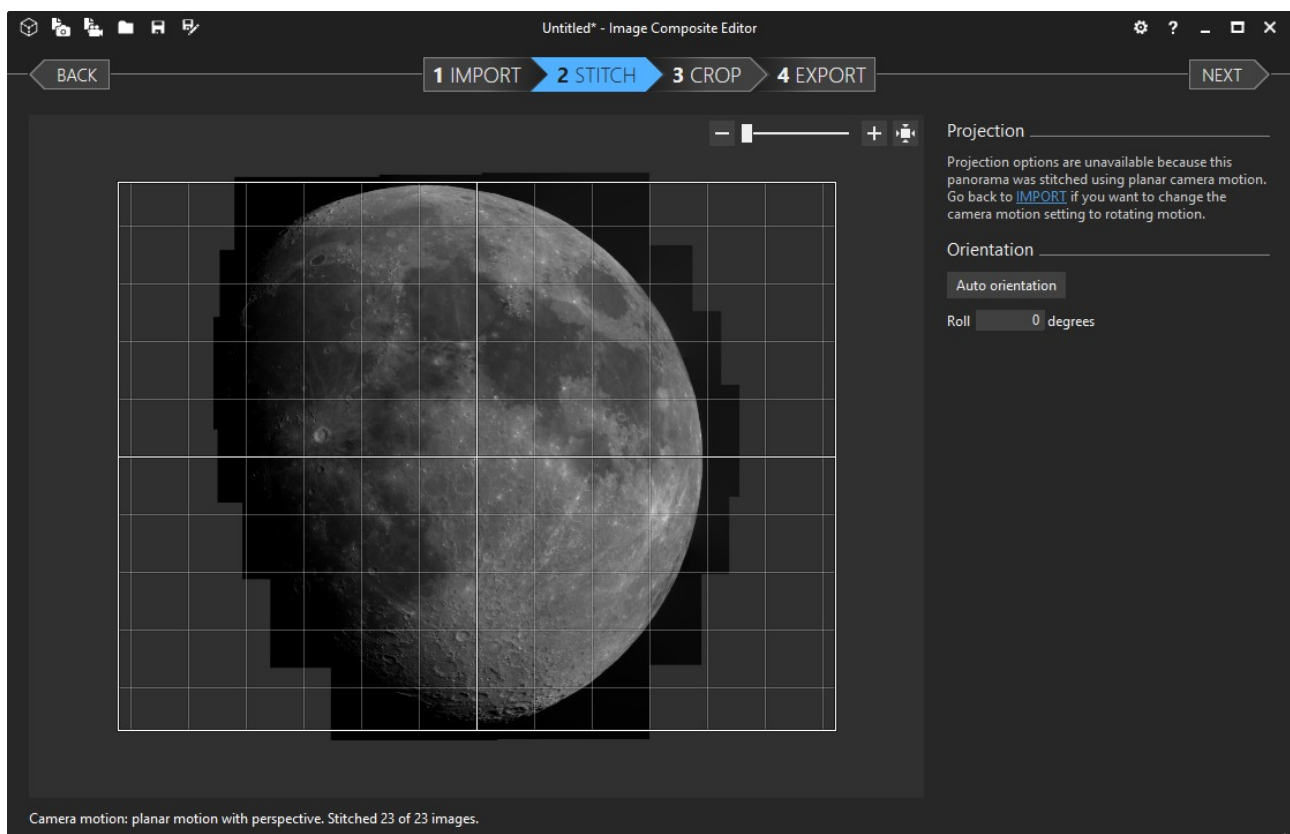 Untitled* - Image Composite Editor
?
BACK
1 IMPORT
2 STITCH
3 CROP
4 EXPORT
NEXT
Projection
Projection options are unavailable because this
panorama was stitched using planar camera motion.
Go back to IMPORT if you want to change the
camera motion setting to rotating motion.
Orientation
Auto orientation
Roll 0 degrees
Camera motion: planar motion with perspective. Stitched 23 of 23 images.